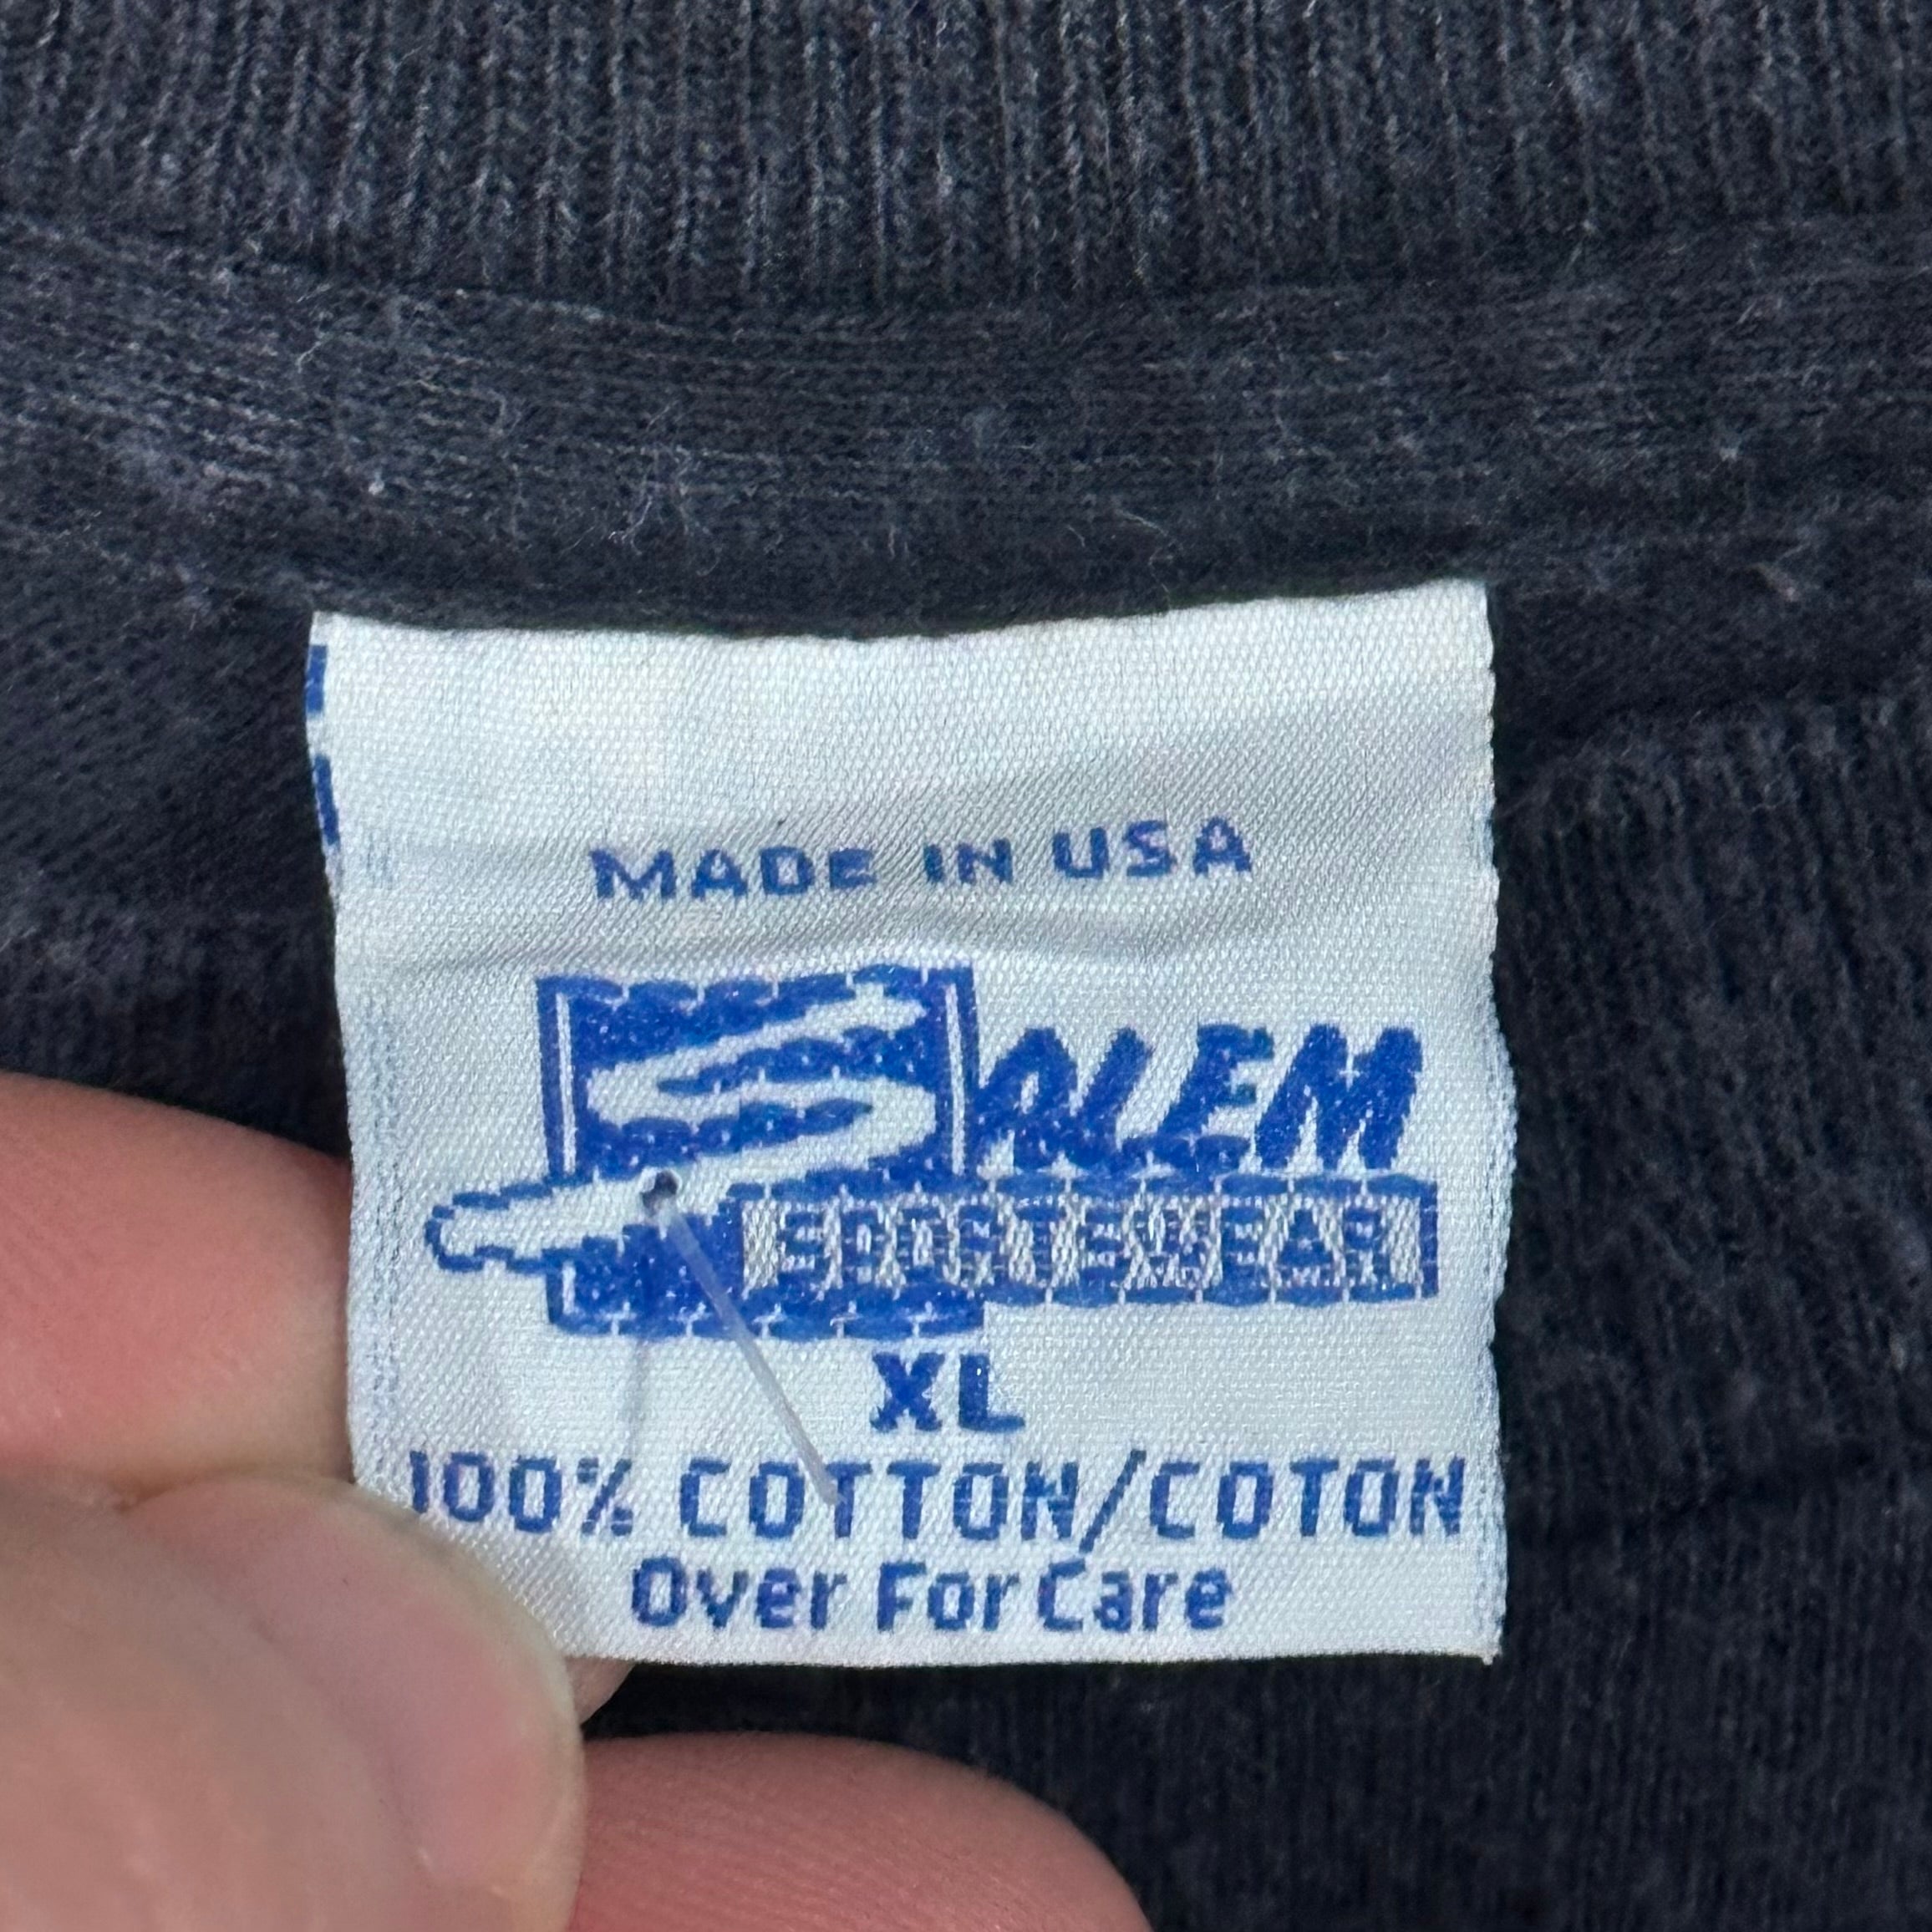 MADE IN USA
SALEM
SPORTSWEAR
XL
100% COTTON/COTON
Over For Care